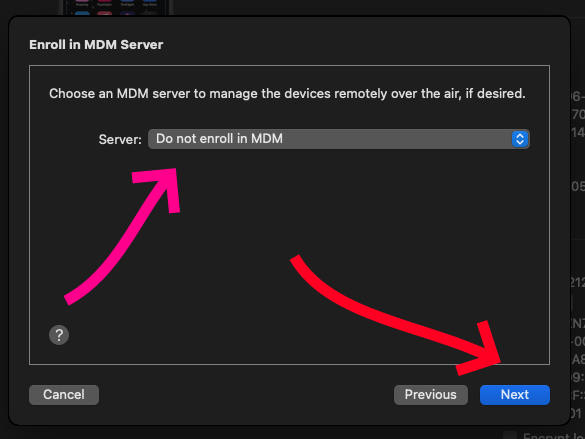 Enroll in MDM Server
Choose an MDM server to manage the devices remotely over the air, if desired.
Server: Do not enroll in MDM
?
Cancel Previous Next